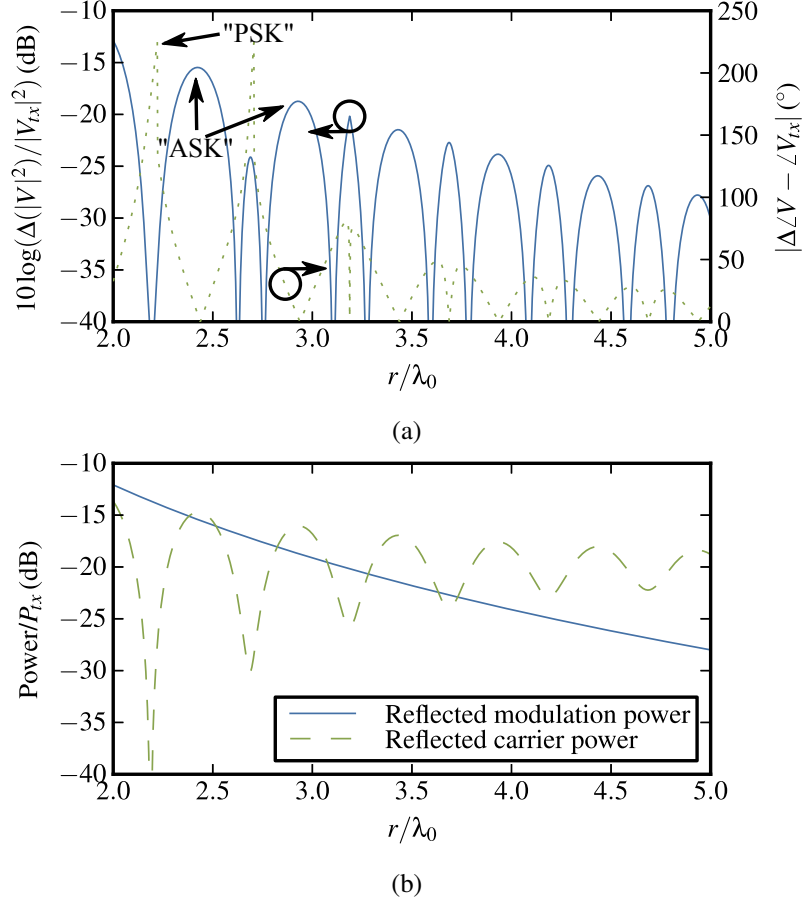 −10
−15
−20
−25
−30
−35
−40
10log(Δ(|V|²)/|V_tx|²) (dB)
"PSK"
"ASK"
250
200
150
100
50
0
|Δ∠V − ∠V_tx| (°)
2.0 2.5 3.0 3.5 4.0 4.5 5.0
r/λ₀
(a)
−10
−15
−20
−25
−30
−35
−40
Power/P_tx (dB)
Reflected modulation power
Reflected carrier power
2.0 2.5 3.0 3.5 4.0 4.5 5.0
r/λ₀
(b)